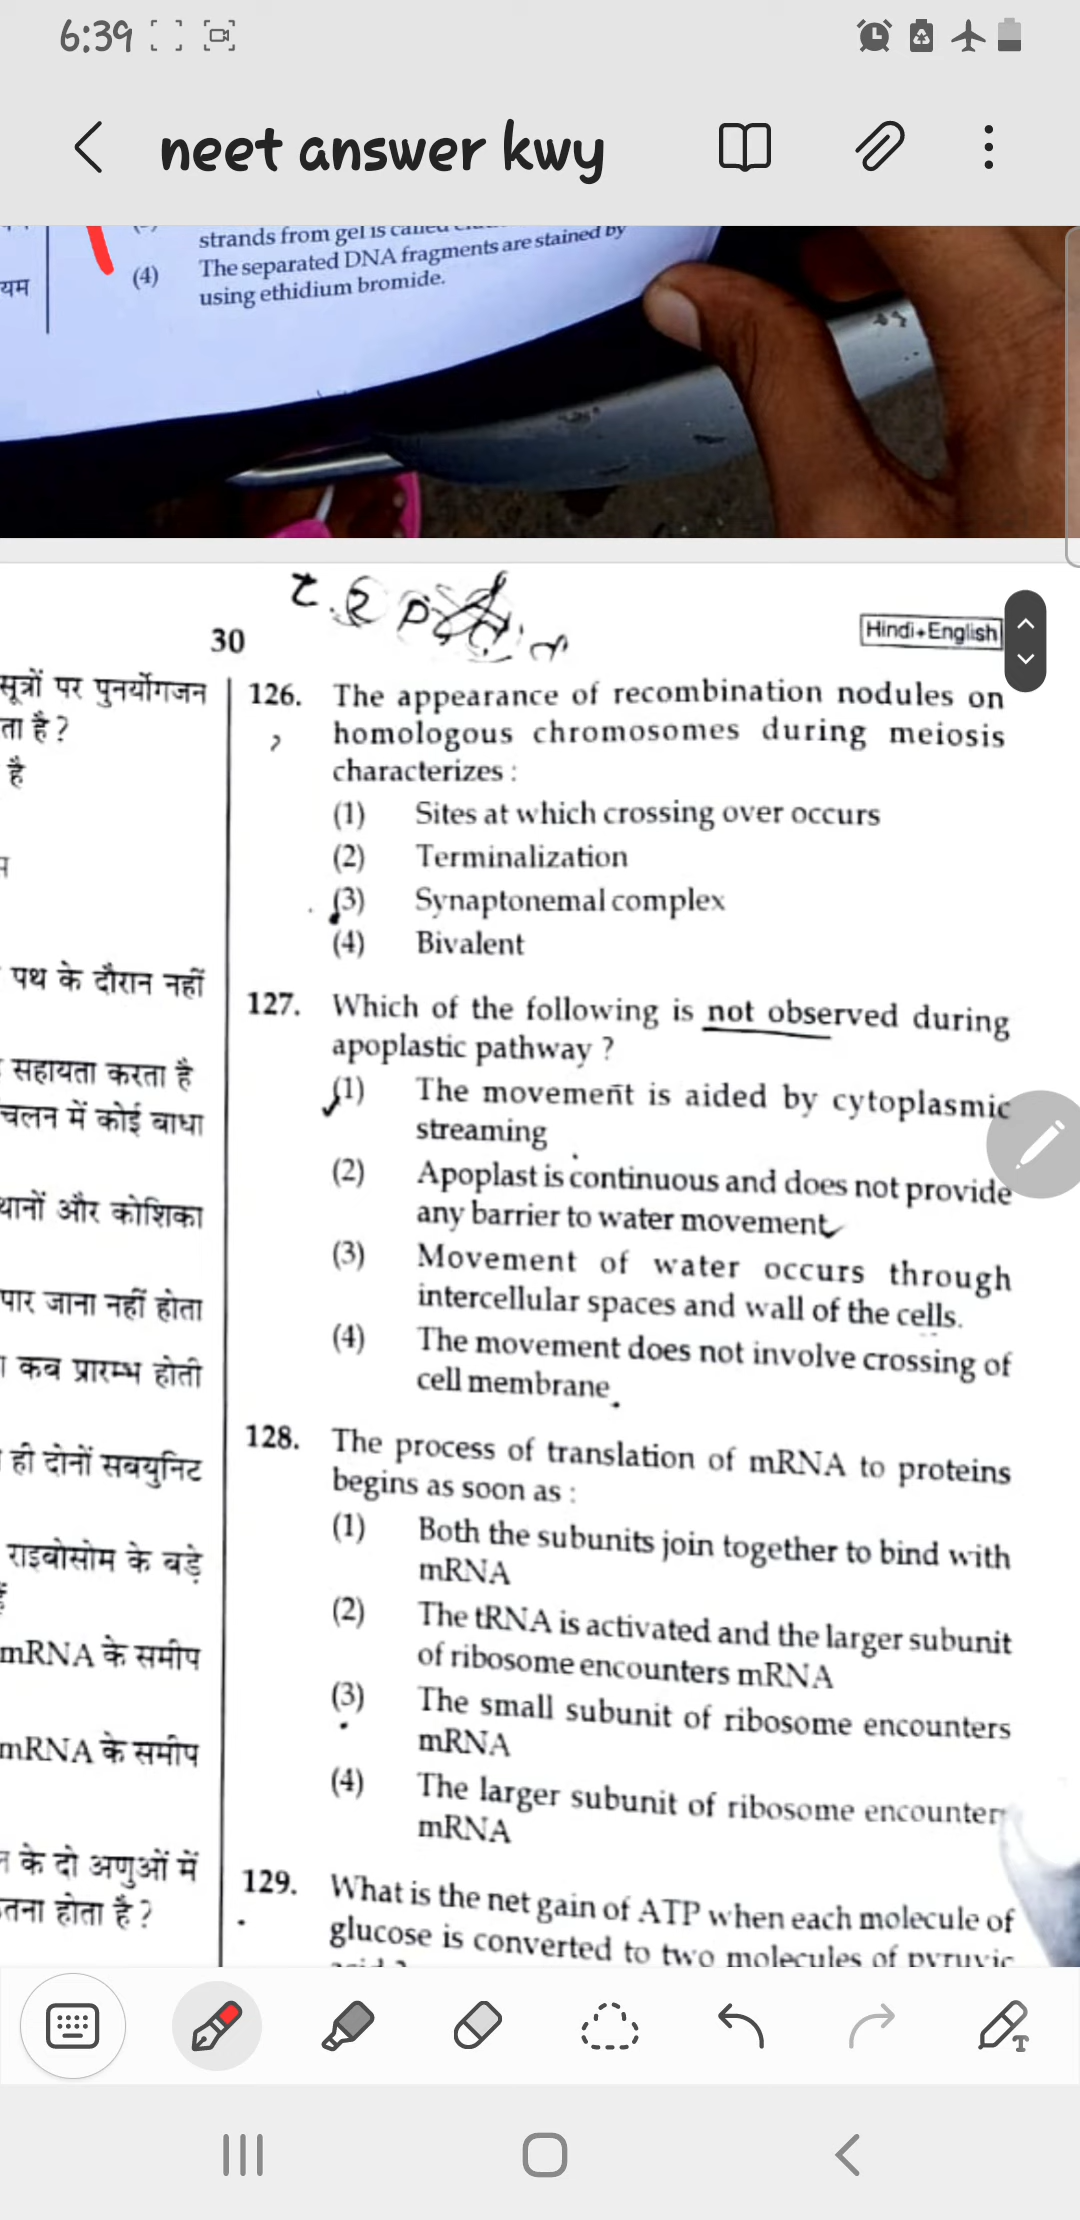 6:39
neet answer kwy
strands from gel is called
(4) The separated DNA fragments are stained by
using ethidium bromide.
यम
30
Hindi+English
सूत्रों पर पुनर्योगजन
ता है ?
है
पथ के दौरान नहीं
सहायता करता है
चलन में कोई बाधा
थानों और कोशिका
पार जाना नहीं होता
कब प्रारम्भ होती
ही दोनों सबयुनिट
राइबोसोम के बड़े
mRNA के समीप
mRNA के समीप
के दो अणुओं में
तना होता है ?
126. The appearance of recombination nodules on
homologous chromosomes during meiosis
characterizes :
(1) Sites at which crossing over occurs
(2) Terminalization
(3) Synaptonemal complex
(4) Bivalent
127. Which of the following is not observed during
apoplastic pathway ?
(1) The movement is aided by cytoplasmic
streaming
(2) Apoplast is continuous and does not provide
any barrier to water movement
(3) Movement of water occurs through
intercellular spaces and wall of the cells.
(4) The movement does not involve crossing of
cell membrane
128. The process of translation of mRNA to proteins
begins as soon as :
(1) Both the subunits join together to bind with
mRNA
(2) The tRNA is activated and the larger subunit
of ribosome encounters mRNA
(3) The small subunit of ribosome encounters
mRNA
(4) The larger subunit of ribosome encounter
mRNA
129. What is the net gain of ATP when each molecule of
glucose is converted to two molecules of pyruvic